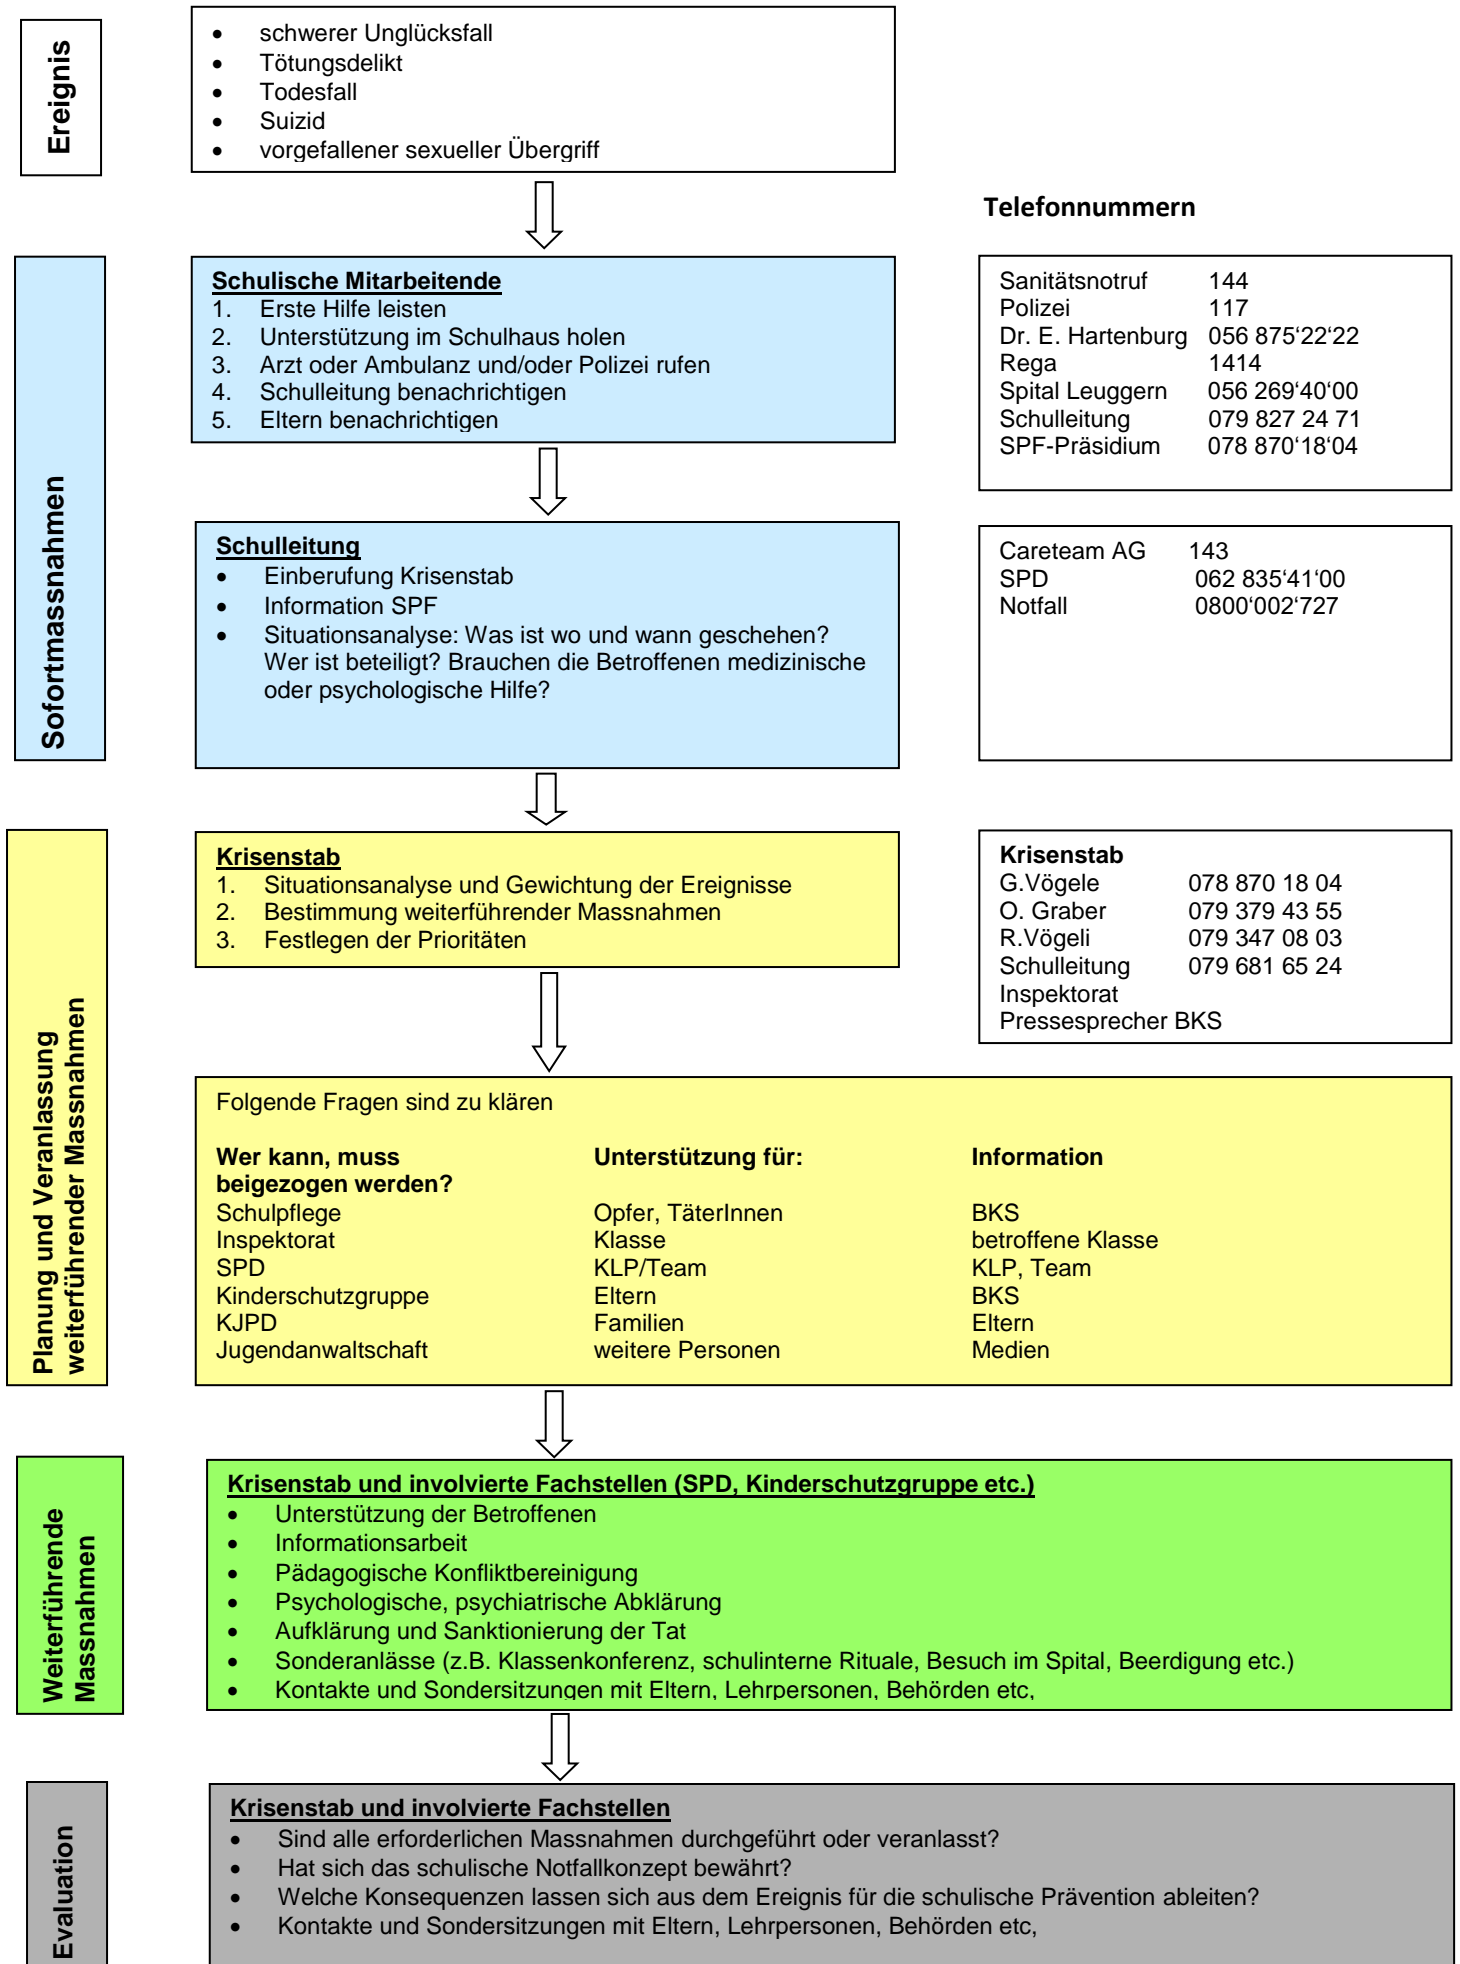 Ereignis
• schwerer Unglücksfall
• Tötungsdelikt
• Todesfall
• Suizid
• vorgefallener sexueller Übergriff
Telefonnummern
Sofortmassnahmen
Schulische Mitarbeitende
1. Erste Hilfe leisten
2. Unterstützung im Schulhaus holen
3. Arzt oder Ambulanz und/oder Polizei rufen
4. Schulleitung benachrichtigen
5. Eltern benachrichtigen
Sanitätsnotruf 144
Polizei 117
Dr. E. Hartenburg 056 875‘22‘22
Rega 1414
Spital Leuggern 056 269‘40‘00
Schulleitung 079 827 24 71
SPF-Präsidium 078 870‘18‘04
Schulleitung
• Einberufung Krisenstab
• Information SPF
• Situationsanalyse: Was ist wo und wann geschehen?
Wer ist beteiligt? Brauchen die Betroffenen medizinische
oder psychologische Hilfe?
Careteam AG 143
SPD 062 835‘41‘00
Notfall 0800‘002‘727
Planung und Veranlassung
weiterführender Massnahmen
Krisenstab
1. Situationsanalyse und Gewichtung der Ereignisse
2. Bestimmung weiterführender Massnahmen
3. Festlegen der Prioritäten
Krisenstab
G.Vögele 078 870 18 04
O. Graber 079 379 43 55
R.Vögeli 079 347 08 03
Schulleitung 079 681 65 24
Inspektorat
Pressesprecher BKS
Folgende Fragen sind zu klären
Wer kann, muss Unterstützung für: Information
beigezogen werden?
Schulpflege Opfer, TäterInnen BKS
Inspektorat Klasse betroffene Klasse
SPD KLP/Team KLP, Team
Kinderschutzgruppe Eltern BKS
KJPD Familien Eltern
Jugendanwaltschaft weitere Personen Medien
Weiterführende
Massnahmen
Krisenstab und involvierte Fachstellen (SPD, Kinderschutzgruppe etc.)
• Unterstützung der Betroffenen
• Informationsarbeit
• Pädagogische Konfliktbereinigung
• Psychologische, psychiatrische Abklärung
• Aufklärung und Sanktionierung der Tat
• Sonderanlässe (z.B. Klassenkonferenz, schulinterne Rituale, Besuch im Spital, Beerdigung etc.)
• Kontakte und Sondersitzungen mit Eltern, Lehrpersonen, Behörden etc,
Evaluation
Krisenstab und involvierte Fachstellen
• Sind alle erforderlichen Massnahmen durchgeführt oder veranlasst?
• Hat sich das schulische Notfallkonzept bewährt?
• Welche Konsequenzen lassen sich aus dem Ereignis für die schulische Prävention ableiten?
• Kontakte und Sondersitzungen mit Eltern, Lehrpersonen, Behörden etc,